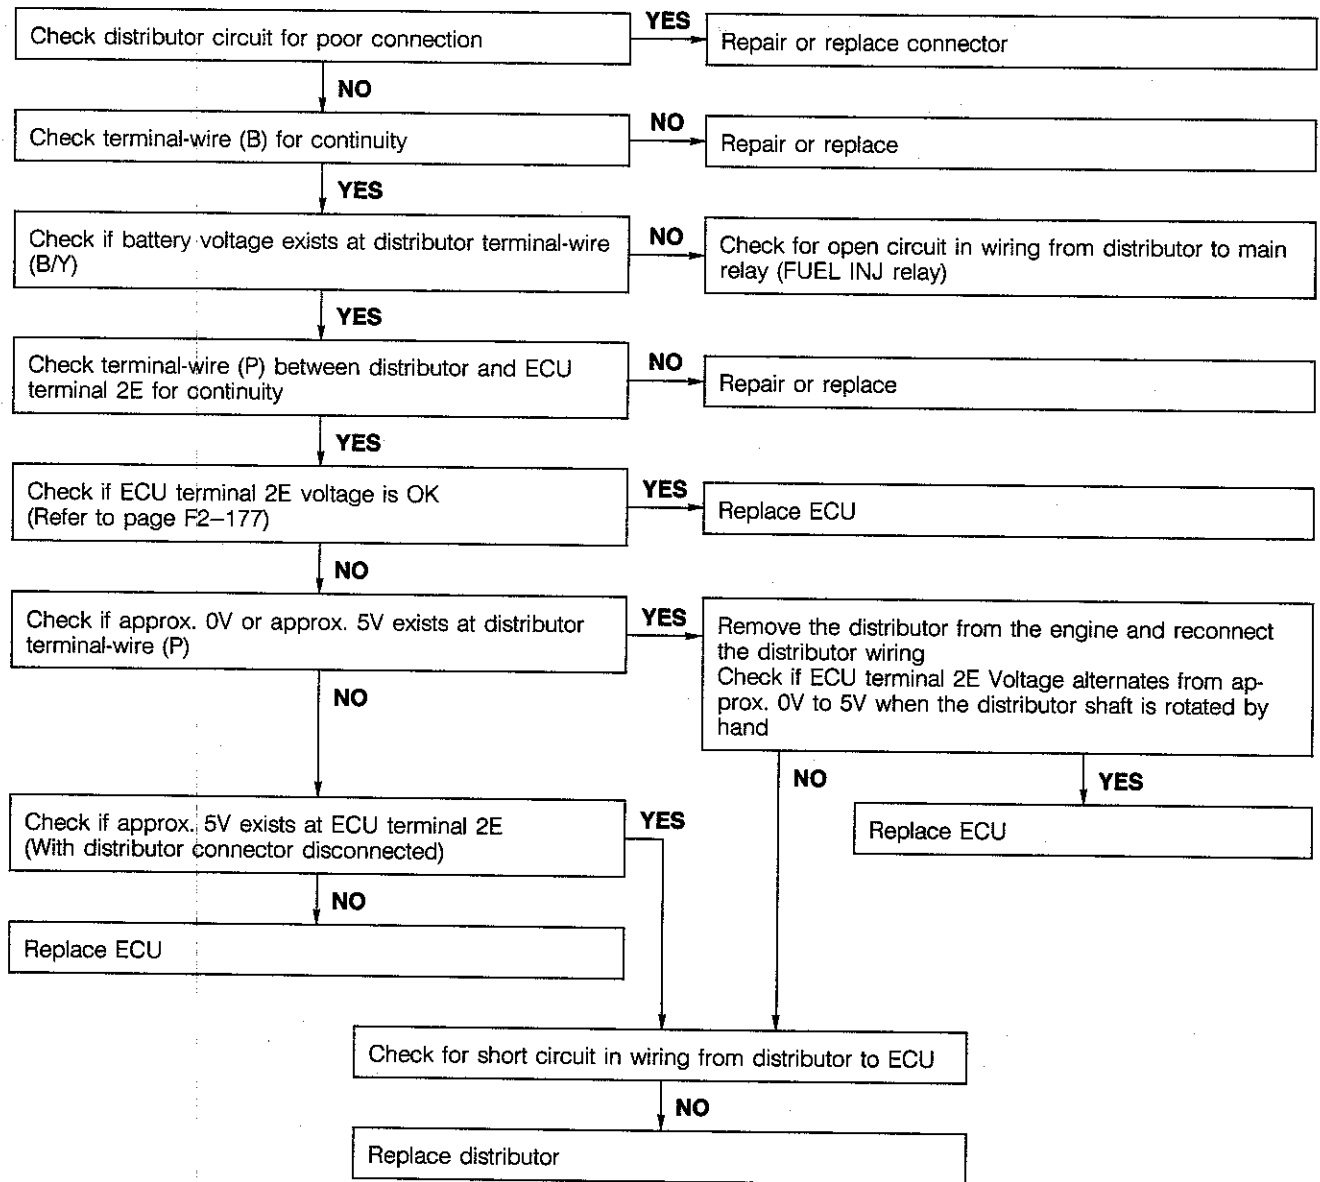 Check distributor circuit for poor connection
YES
Repair or replace connector
NO
Check terminal-wire (B) for continuity
NO
Repair or replace
YES
Check if battery voltage exists at distributor terminal-wire
(B/Y)
NO
Check for open circuit in wiring from distributor to main
relay (FUEL INJ relay)
YES
Check terminal-wire (P) between distributor and ECU
terminal 2E for continuity
NO
Repair or replace
YES
Check if ECU terminal 2E voltage is OK
(Refer to page F2–177)
YES
Replace ECU
NO
Check if approx. 0V or approx. 5V exists at distributor
terminal-wire (P)
YES
Remove the distributor from the engine and reconnect
the distributor wiring
Check if ECU terminal 2E Voltage alternates from ap-
prox. 0V to 5V when the distributor shaft is rotated by
hand
NO
NO
YES
Check if approx. 5V exists at ECU terminal 2E
(With distributor connector disconnected)
YES
Replace ECU
NO
Replace ECU
Check for short circuit in wiring from distributor to ECU
NO
Replace distributor